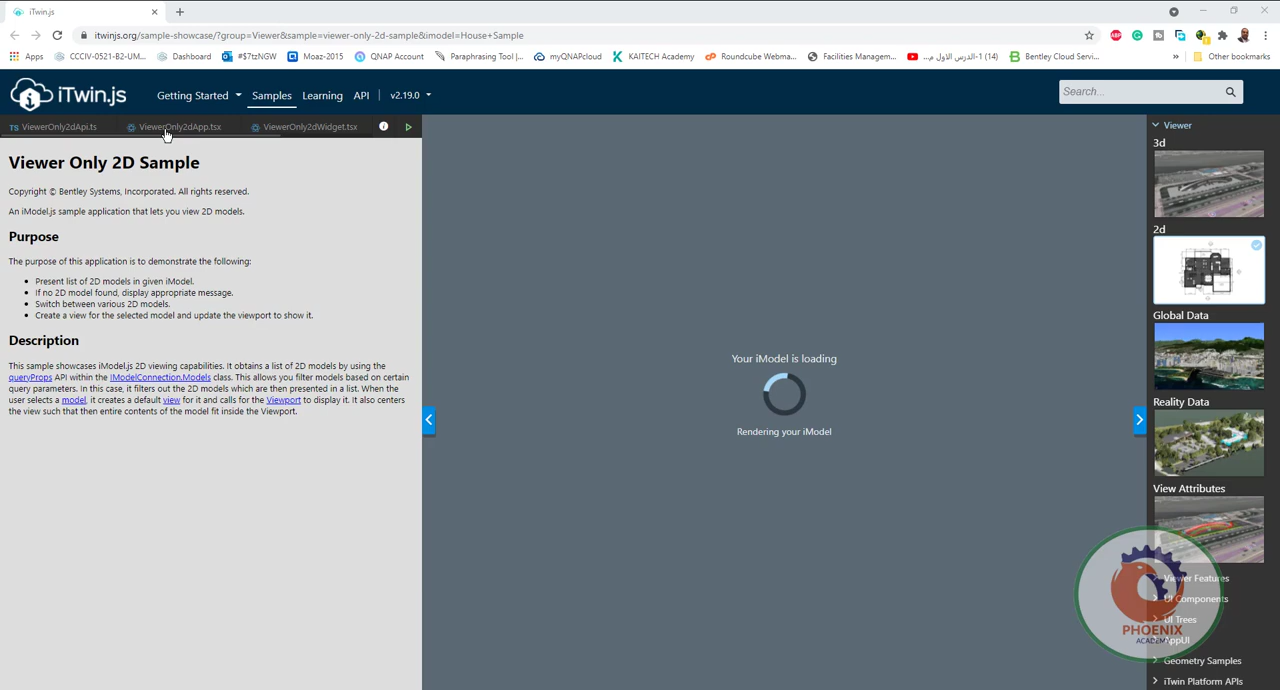 iTwin.js
itwinjs.org/sample-showcase/?group=Viewer&sample=viewer-only-2d-sample&imodel=House+Sample
Apps
CCCIV-0521-B2-UM...
Dashboard
#$7tzNGW
Moaz-2015
QNAP Account
Paraphrasing Tool |...
myQNAPcloud
KAITECH Academy
Roundcube Webma...
Facilities Managem...
(14) 1-الدرس الاول م...
Bentley Cloud Servi...
»
Other bookmarks
iTwin.js
Getting Started
Samples
Learning
API
v2.19.0
Search...
TS ViewerOnly2dApi.ts
ViewerOnly2dApp.tsx
ViewerOnly2dWidget.tsx
Viewer Only 2D Sample
Copyright © Bentley Systems, Incorporated. All rights reserved.
An iModel.js sample application that lets you view 2D models.
Purpose
The purpose of this application is to demonstrate the following:
• Present list of 2D models in given iModel.
• If no 2D model found, display appropriate message.
• Switch between various 2D models.
• Create a view for the selected model and update the viewport to show it.
Description
This sample showcases iModel.js 2D viewing capabilities. It obtains a list of 2D models by using the
queryProps API within the IModelConnection.Models class. This allows you filter models based on certain
query parameters. In this case, it filters out the 2D models which are then presented in a list. When the
user selects a model, it creates a default view for it and calls for the Viewport to display it. It also centers
the view such that then entire contents of the model fit inside the Viewport.
Your iModel is loading
Rendering your iModel
Viewer
3d
2d
Global Data
Reality Data
View Attributes
Viewer Features
UI Components
UI Trees
AppUI
Geometry Samples
iTwin Platform APIs
PHOENIX
ACADEMY